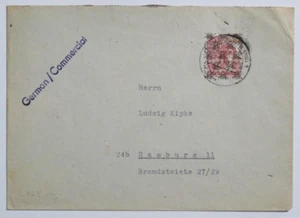 German/Commercial
Herrn
Ludwig Kipke
24b Hamburg 11
Brandstwiete 27/29